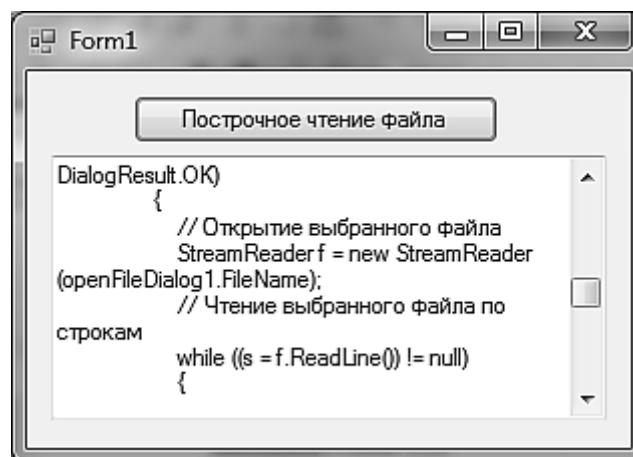 Form1
Построчное чтение файла
DialogResult.OK)
{
// Открытие выбранного файла
StreamReader f = new StreamReader
(openFileDialog1.FileName);
// Чтение выбранного файла по
строкам
while ((s = f.ReadLine()) != null)
{